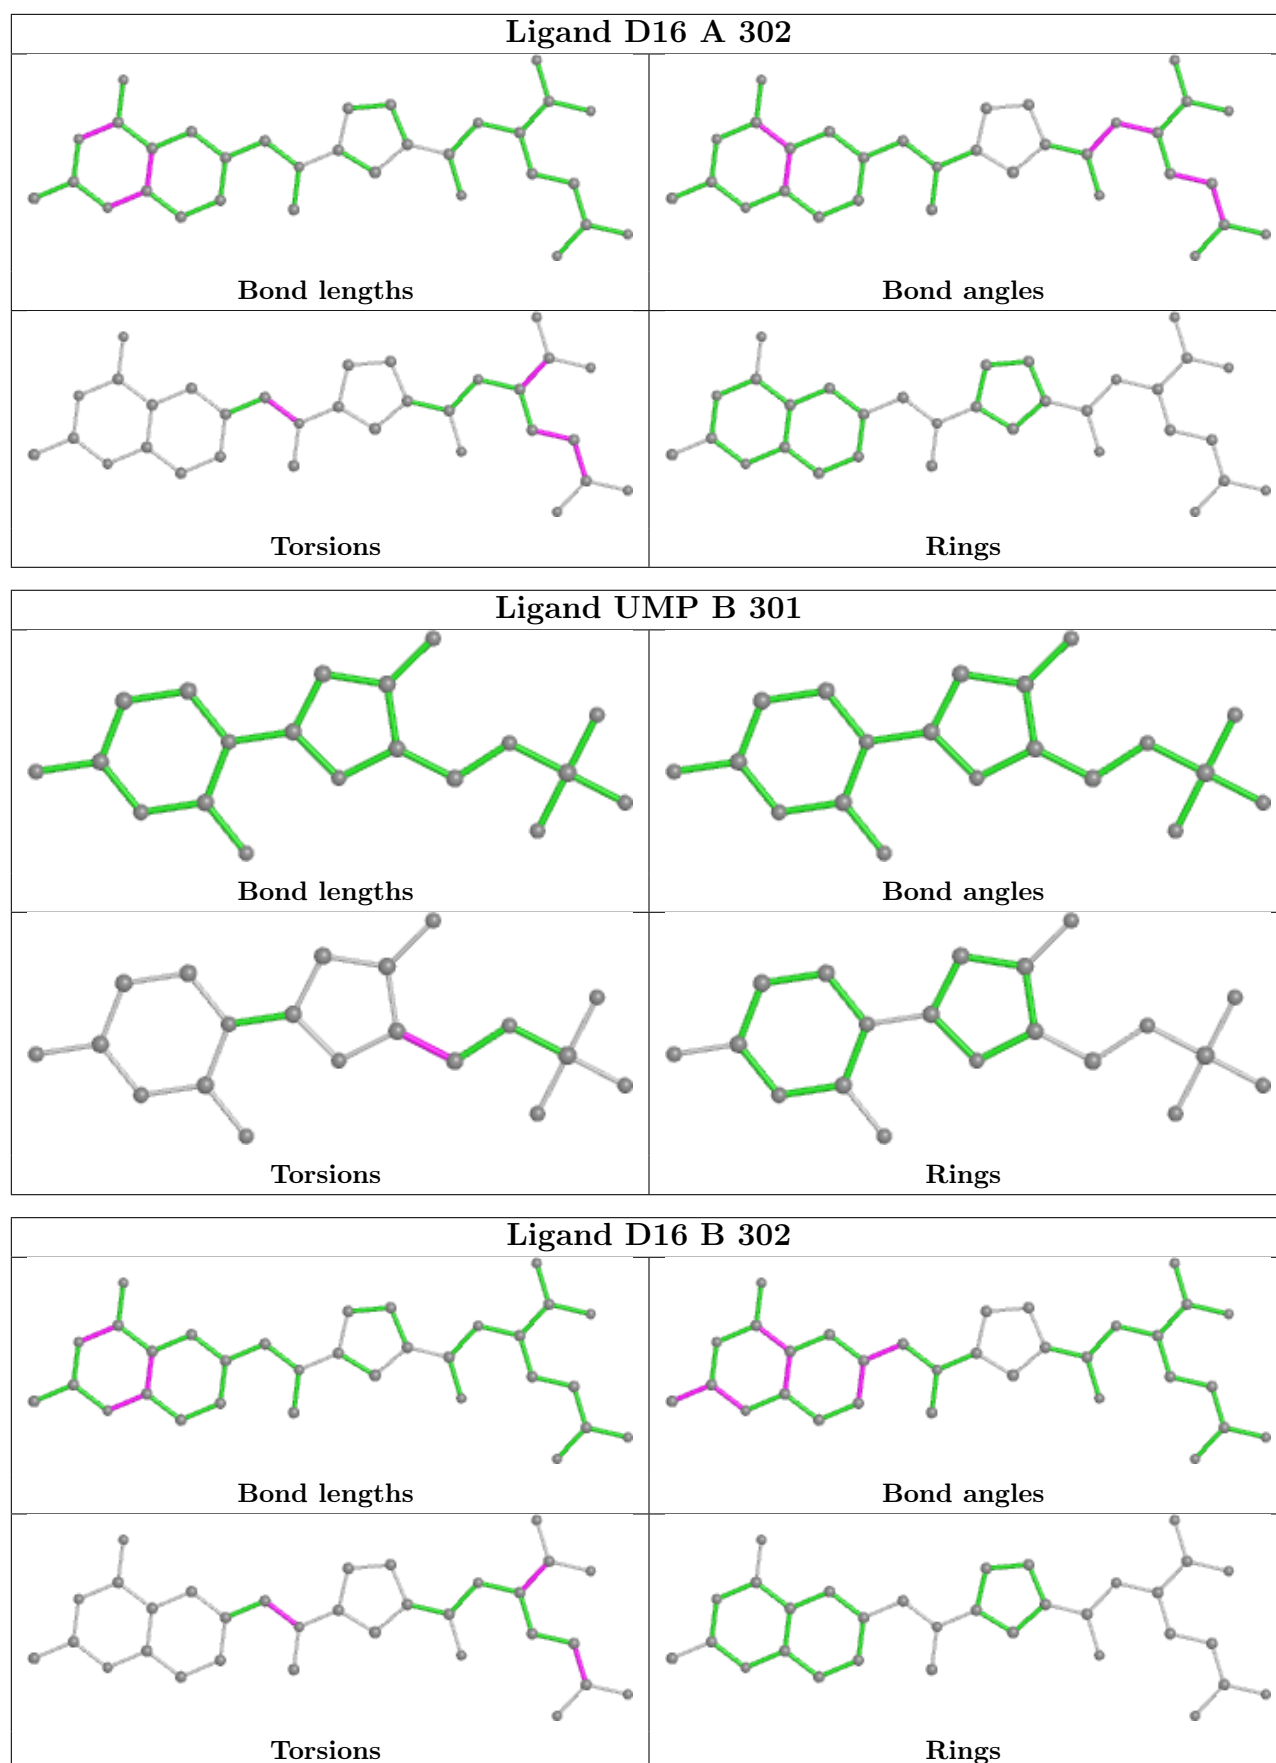 Ligand D16 A 302
Bond lengths
Bond angles
Torsions
Rings
Ligand UMP B 301
Bond lengths
Bond angles
Torsions
Rings
Ligand D16 B 302
Bond lengths
Bond angles
Torsions
Rings